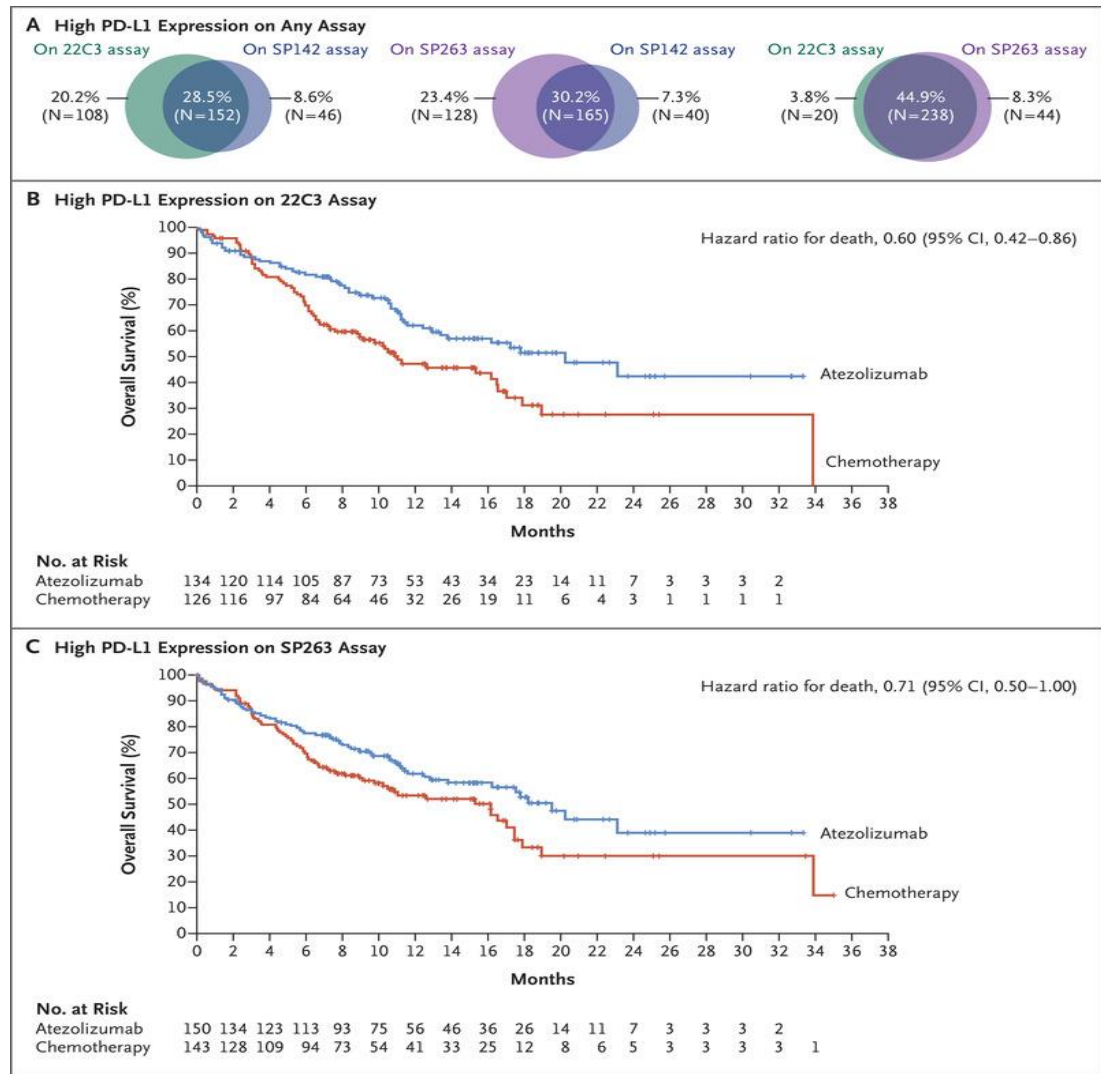 A High PD-L1 Expression on Any Assay
On 22C3 assay On SP142 assay On SP263 assay On SP142 assay On 22C3 assay On SP263 assay
20.2% 28.5% 8.6% 23.4% 30.2% 7.3% 3.8% 44.9% 8.3%
(N=108) (N=152) (N=46) (N=128) (N=165) (N=40) (N=20) (N=238) (N=44)
B High PD-L1 Expression on 22C3 Assay
Hazard ratio for death, 0.60 (95% CI, 0.42–0.86)
Overall Survival (%)
100
90
80
70
60
50
40
30
20
10
0
Atezolizumab
Chemotherapy
0 2 4 6 8 10 12 14 16 18 20 22 24 26 28 30 32 34 36 38
Months
No. at Risk
Atezolizumab 134 120 114 105 87 73 53 43 34 23 14 11 7 3 3 3 2
Chemotherapy 126 116 97 84 64 46 32 26 19 11 6 4 3 1 1 1 1
C High PD-L1 Expression on SP263 Assay
Hazard ratio for death, 0.71 (95% CI, 0.50–1.00)
Overall Survival (%)
100
90
80
70
60
50
40
30
20
10
0
Atezolizumab
Chemotherapy
0 2 4 6 8 10 12 14 16 18 20 22 24 26 28 30 32 34 36 38
Months
No. at Risk
Atezolizumab 150 134 123 113 93 75 56 46 36 26 14 11 7 3 3 3 2
Chemotherapy 143 128 109 94 73 54 41 33 25 12 8 6 5 3 3 3 3 1